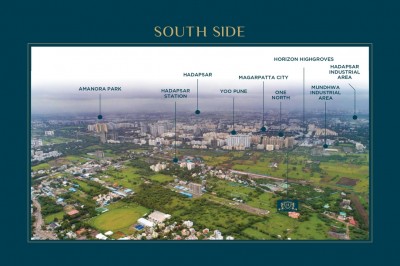 SOUTH SIDE
HORIZON HIGHGROVES
HADAPSAR
INDUSTRIAL
AREA
HADAPSAR
MAGARPATTA CITY
AMANORA PARK
HADAPSAR
STATION
YOO PUNE
ONE
NORTH
MUNDHWA
INDUSTRIAL
AREA